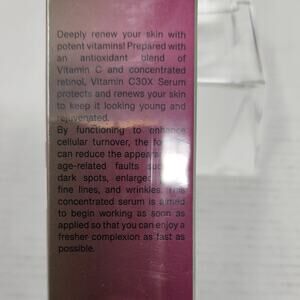 Deeply renew your skin with
potent vitamins! Prepared with
an antioxidant blend of
Vitamin C and concentrated
retinol, Vitamin C30X Serum
protects and renews your skin
to keep it looking young and
rejuvenated.
By functioning to enhance
cellular turnover, the
can reduce the
age-related faults
dark spots, enlarged
fine lines, and wrinkles. This
concentrated serum is aimed
to begin working as soon as
applied so that you can enjoy a
fresher complexion as fast as
possible.